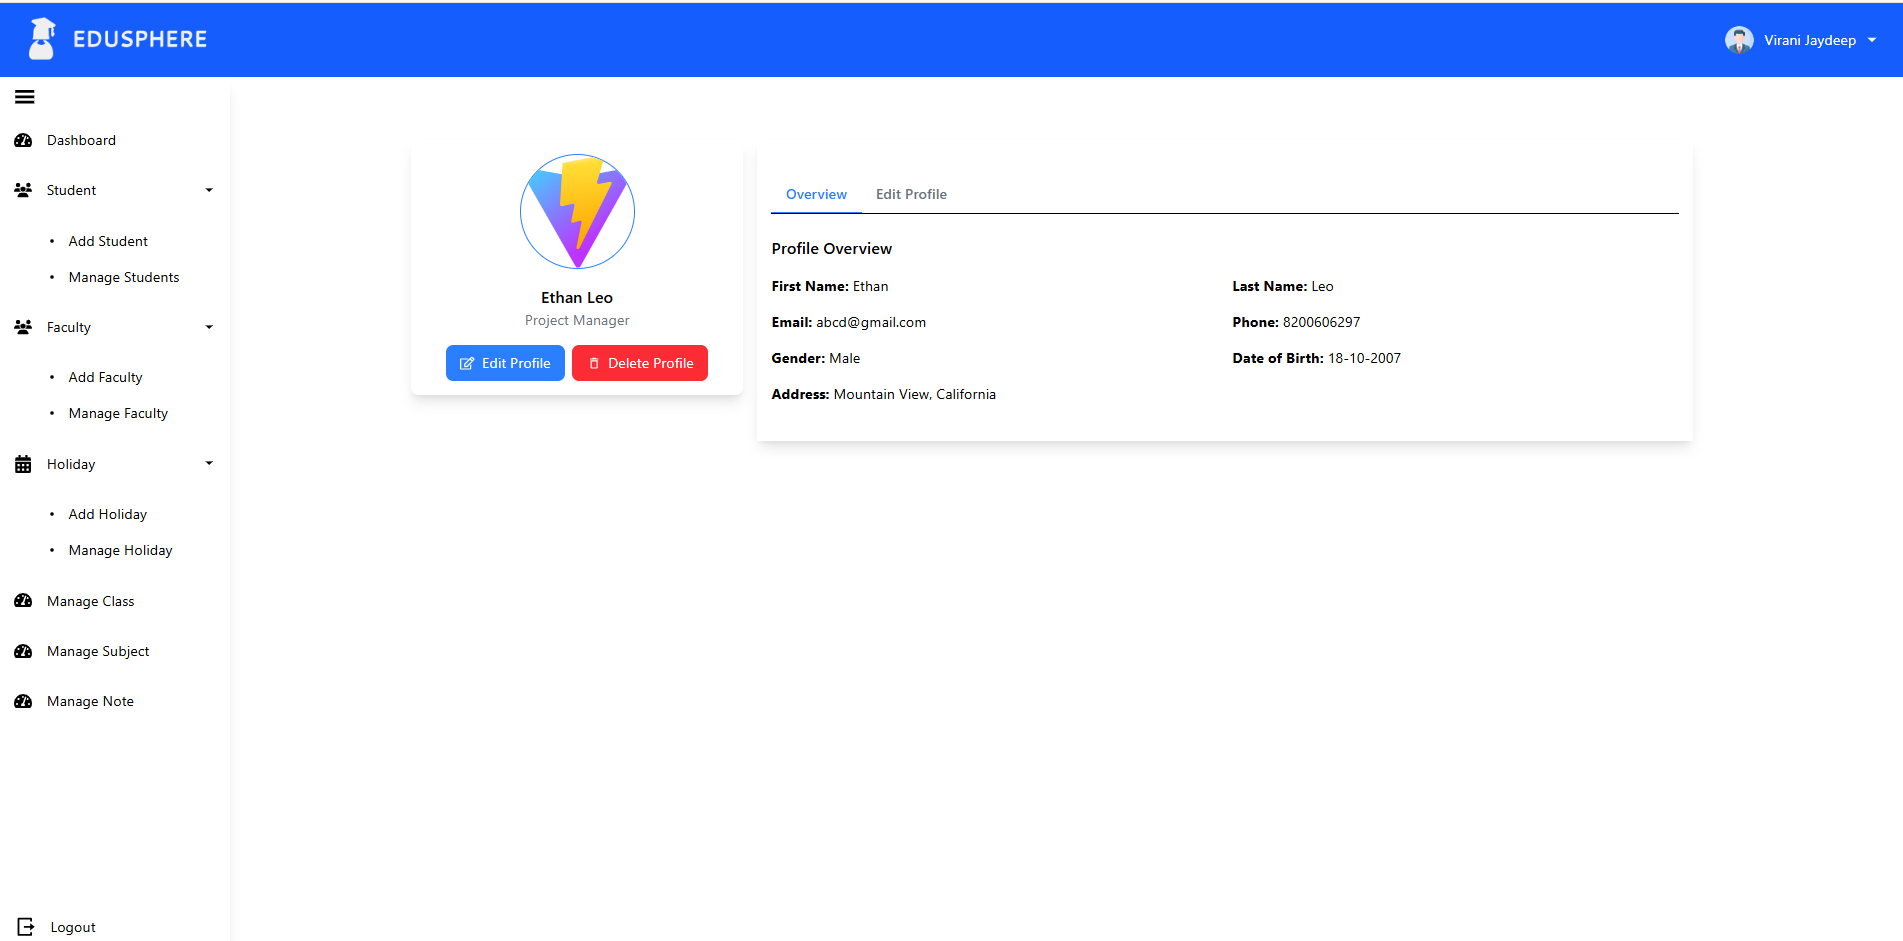 EDUSPHERE
Virani Jaydeep
Dashboard
Student
• Add Student
• Manage Students
Faculty
• Add Faculty
• Manage Faculty
Holiday
• Add Holiday
• Manage Holiday
Manage Class
Manage Subject
Manage Note
Logout
Ethan Leo
Project Manager
Edit Profile
Delete Profile
Overview
Edit Profile
Profile Overview
First Name: Ethan
Last Name: Leo
Email: abcd@gmail.com
Phone: 8200606297
Gender: Male
Date of Birth: 18-10-2007
Address: Mountain View, California